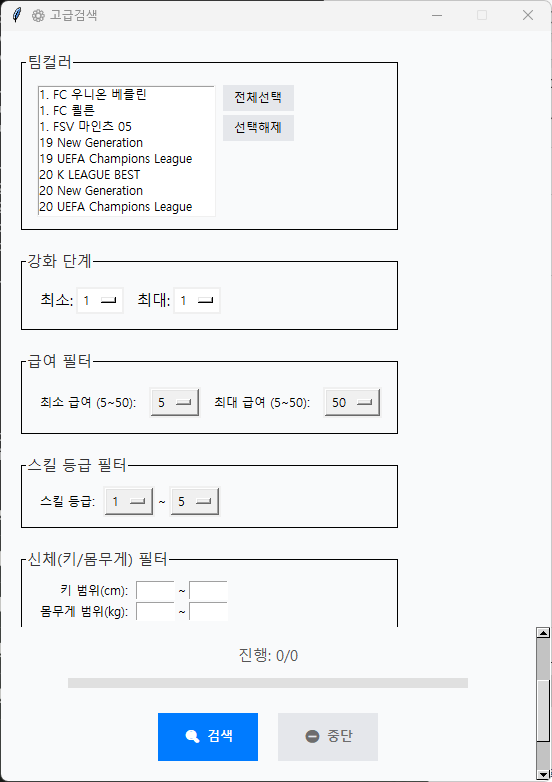 고급검색
팀컬러
1. FC 우니온 베를린
1. FC 쾰른
1. FSV 마인츠 05
19 New Generation
19 UEFA Champions League
20 K LEAGUE BEST
20 New Generation
20 UEFA Champions League
전체선택
선택해제
강화 단계
최소: 1 최대: 1
급여 필터
최소 급여 (5~50): 5 최대 급여 (5~50): 50
스킬 등급 필터
스킬 등급: 1 ~ 5
신체(키/몸무게) 필터
키 범위(cm): ~
몸무게 범위(kg): ~
진행: 0/0
검색 중단